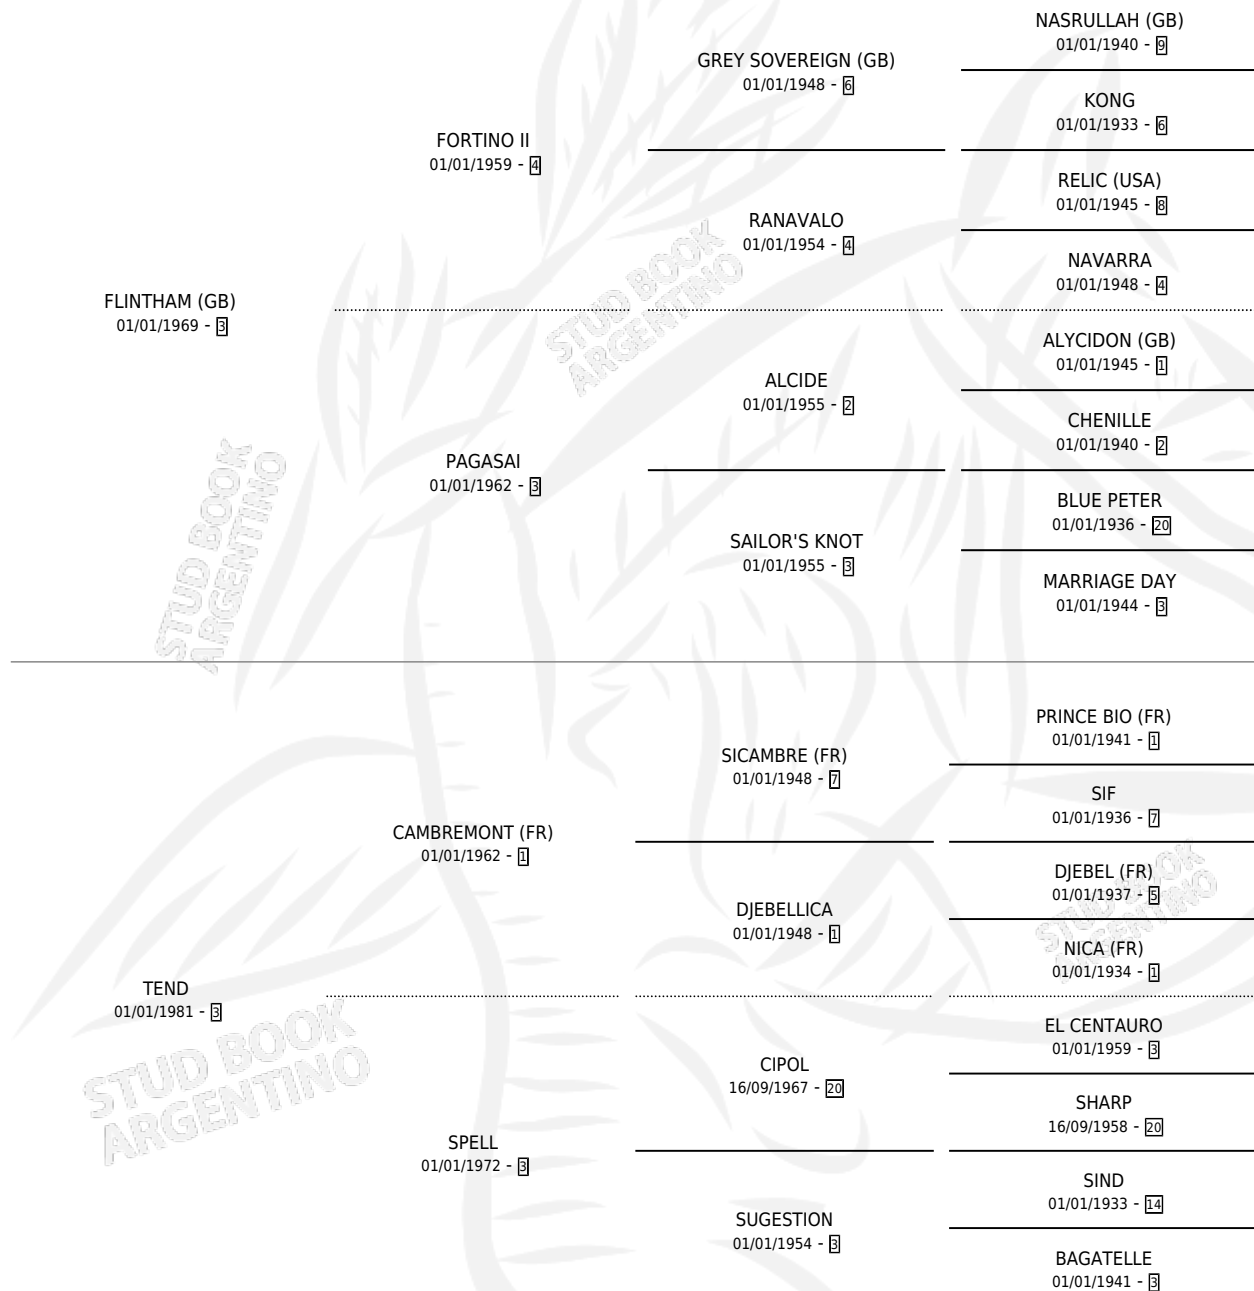 NASRULLAH (GB)
01/01/1940 - 9
GREY SOVEREIGN (GB)
01/01/1948 - 6
KONG
01/01/1933 - 6
FORTINO II
01/01/1959 - 4
RELIC (USA)
01/01/1945 - 8
RANAVALO
01/01/1954 - 4
NAVARRA
01/01/1948 - 4
FLINTHAM (GB)
01/01/1969 - 3
ALYCIDON (GB)
01/01/1945 - 1
ALCIDE
01/01/1955 - 2
CHENILLE
01/01/1940 - 2
PAGASAI
01/01/1962 - 3
BLUE PETER
01/01/1936 - 20
SAILOR'S KNOT
01/01/1955 - 3
MARRIAGE DAY
01/01/1944 - 3
PRINCE BIO (FR)
01/01/1941 - 1
SICAMBRE (FR)
01/01/1948 - 7
SIF
01/01/1936 - 7
CAMBREMONT (FR)
01/01/1962 - 1
DJEBEL (FR)
01/01/1937 - 5
DJEBELLICA
01/01/1948 - 1
NICA (FR)
01/01/1934 - 1
TEND
01/01/1981 - 3
EL CENTAURO
01/01/1959 - 3
CIPOL
16/09/1967 - 20
SHARP
16/09/1958 - 20
SPELL
01/01/1972 - 3
SIND
01/01/1933 - 14
SUGESTION
01/01/1954 - 3
BAGATELLE
01/01/1941 - 3
STUD BOOK
ARGENTINO
STUD BOOK
ARGENTINO
STUD BOOK
ARGENTINO
STUD BOOK
ARGENTINO